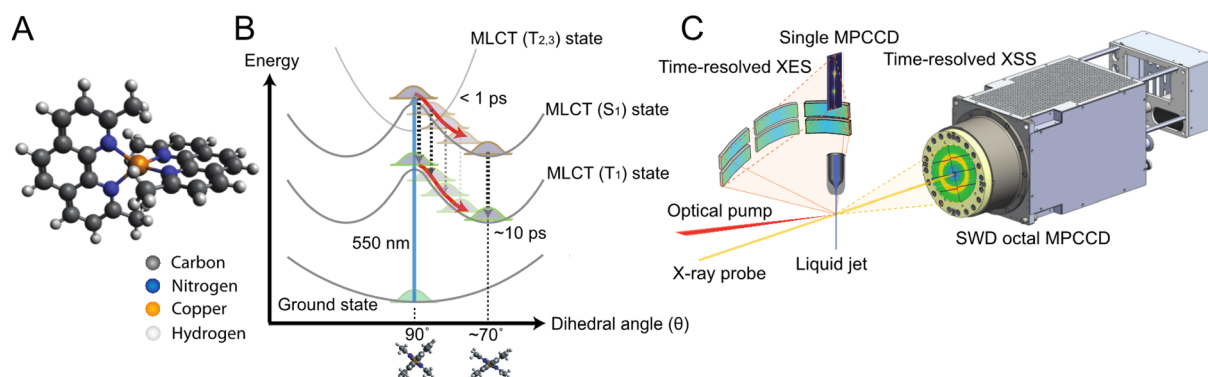 A
Carbon
Nitrogen
Copper
Hydrogen
B
Energy
MLCT (T2,3) state
< 1 ps
MLCT (S1) state
MLCT (T1) state
550 nm
~10 ps
Ground state
Dihedral angle (θ)
90°
~70°
C
Single MPCCD
Time-resolved XES
Time-resolved XSS
Optical pump
X-ray probe
Liquid jet
SWD octal MPCCD